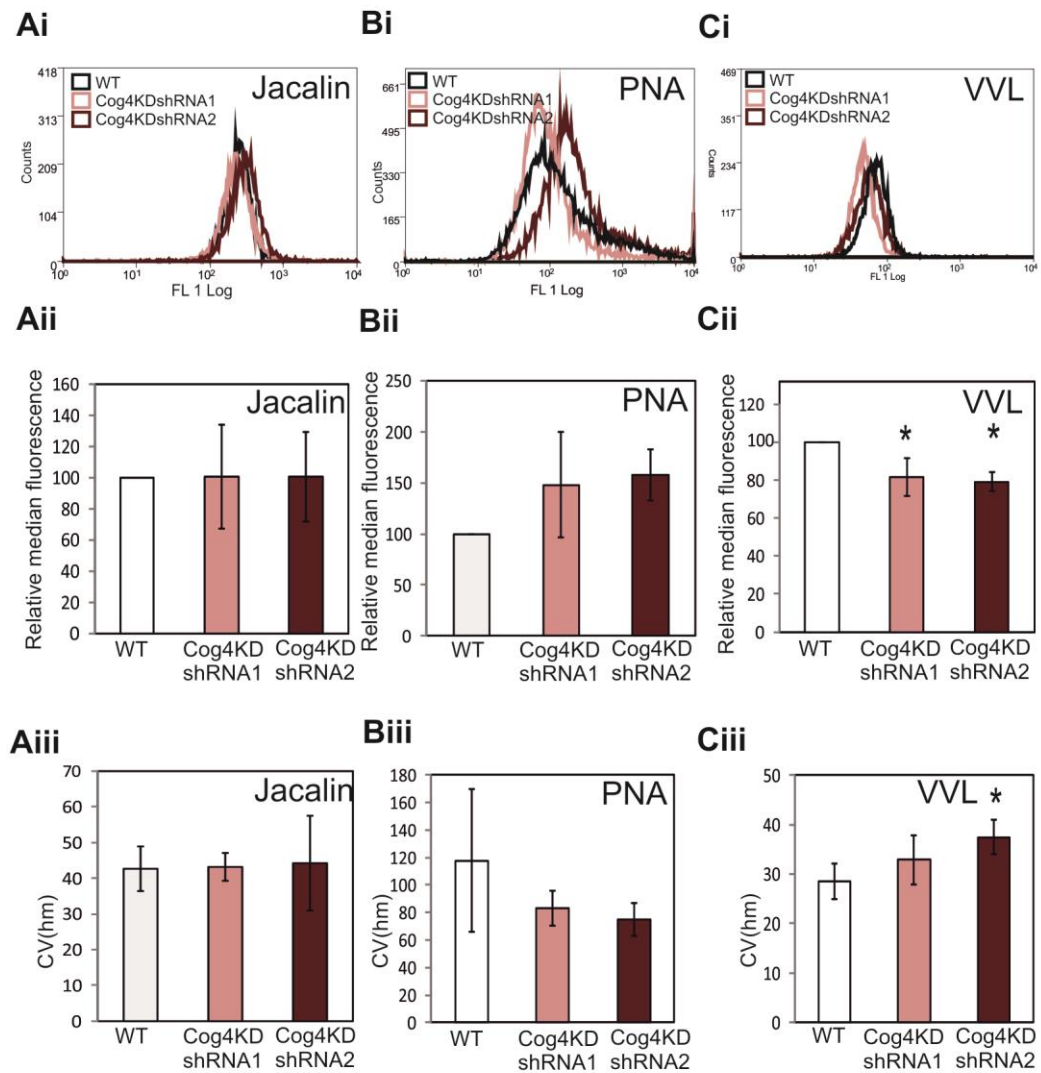 Ai
418
313
209
104
0
Counts
WT
Cog4KDshRNA1
Cog4KDshRNA2
Jacalin
10⁰ 10¹ 10² 10³ 10⁴
FL 1 Log
Bi
661
495
330
165
0
Counts
WT
Cog4KDshRNA1
Cog4KDshRNA2
PNA
10⁰ 10¹ 10² 10³ 10⁴
FL 1 Log
Ci
469
351
234
117
0
Counts
WT
Cog4KDshRNA1
Cog4KDshRNA2
VVL
10⁰ 10¹ 10² 10³ 10⁴
FL 1 Log
Aii
Relative median fluorescence
160
140
120
100
80
60
40
20
0
Jacalin
WT Cog4KD Cog4KD
shRNA1 shRNA2
Bii
Relative median fluorescence
250
200
150
100
50
0
PNA
WT Cog4KD Cog4KD
shRNA1 shRNA2
Cii
Relative median fluorescence
120
100
80
60
40
20
0
VVL
* *
WT Cog4KD Cog4KD
shRNA1 shRNA2
Aiii
CV(hm)
70
60
50
40
30
20
10
0
Jacalin
WT Cog4KD Cog4KD
shRNA1 shRNA2
Biii
CV(hm)
180
160
140
120
100
80
60
40
20
0
PNA
WT Cog4KD Cog4KD
shRNA1 shRNA2
Ciii
CV(hm)
50
40
30
20
10
0
VVL *
WT Cog4KD Cog4KD
shRNA1 shRNA2